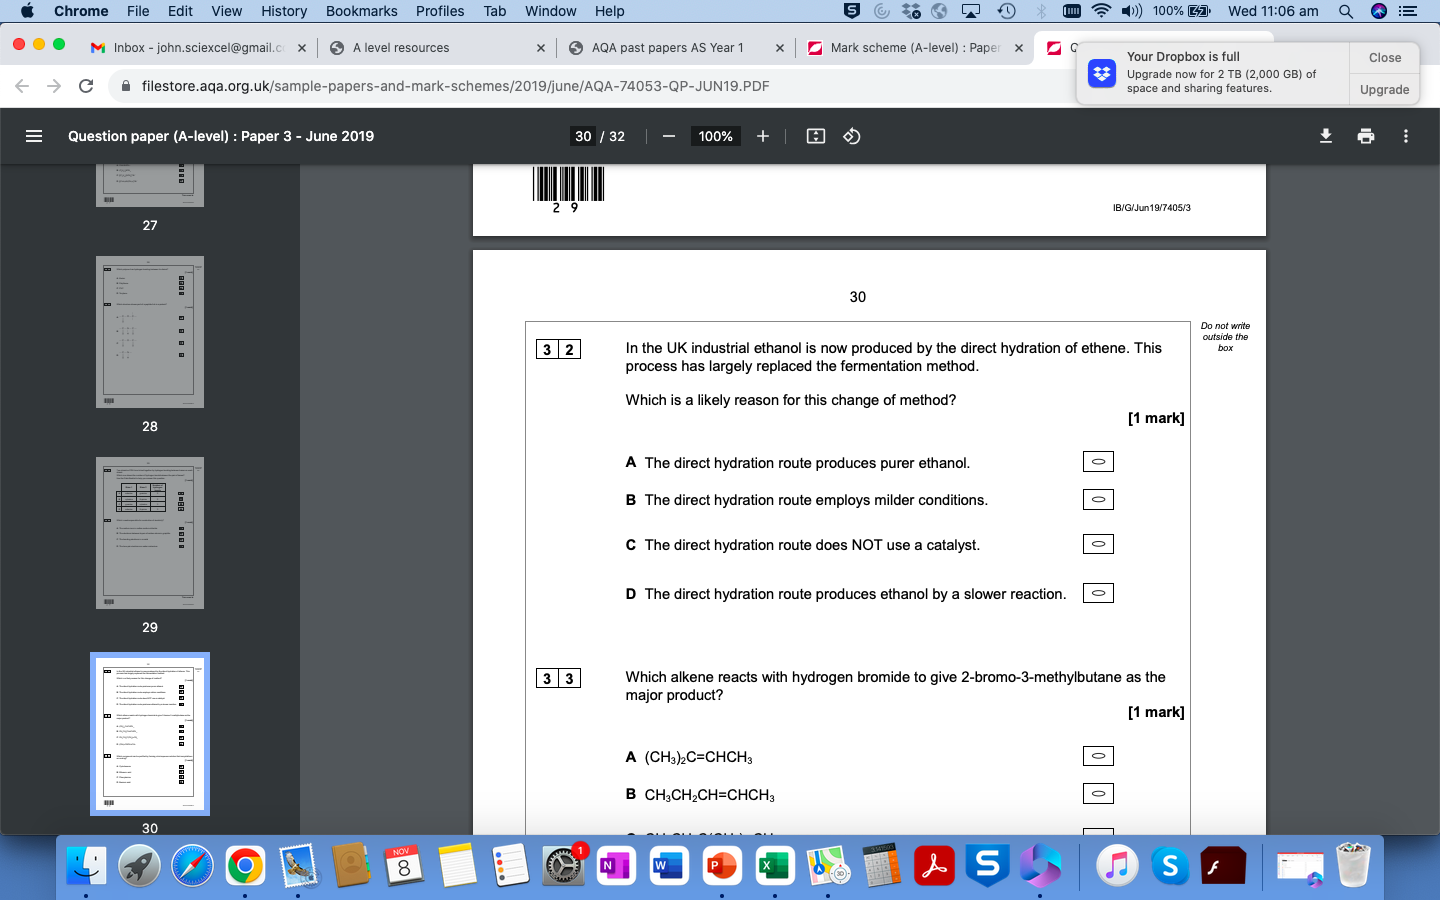 Chrome File Edit View History Bookmarks Profiles Tab Window Help 100% Wed 11:06 am
Inbox - john.sciexcel@gmail.c
A level resources
AQA past papers AS Year 1
Mark scheme (A-level) : Paper
Your Dropbox is full
Upgrade now for 2 TB (2,000 GB) of
space and sharing features.
Close
Upgrade
filestore.aqa.org.uk/sample-papers-and-mark-schemes/2019/june/AQA-74053-QP-JUN19.PDF
Question paper (A-level) : Paper 3 - June 2019
30 / 32
100%
27
28
29
30
2 9
IB/G/Jun19/7405/3
30
Do not write
outside the
box
3 2
In the UK industrial ethanol is now produced by the direct hydration of ethene. This
process has largely replaced the fermentation method.
Which is a likely reason for this change of method?
[1 mark]
A The direct hydration route produces purer ethanol.
B The direct hydration route employs milder conditions.
C The direct hydration route does NOT use a catalyst.
D The direct hydration route produces ethanol by a slower reaction.
3 3
Which alkene reacts with hydrogen bromide to give 2-bromo-3-methylbutane as the
major product?
[1 mark]
A (CH₃)₂C=CHCH₃
B CH₃CH₂CH=CHCH₃
NOV
8
1